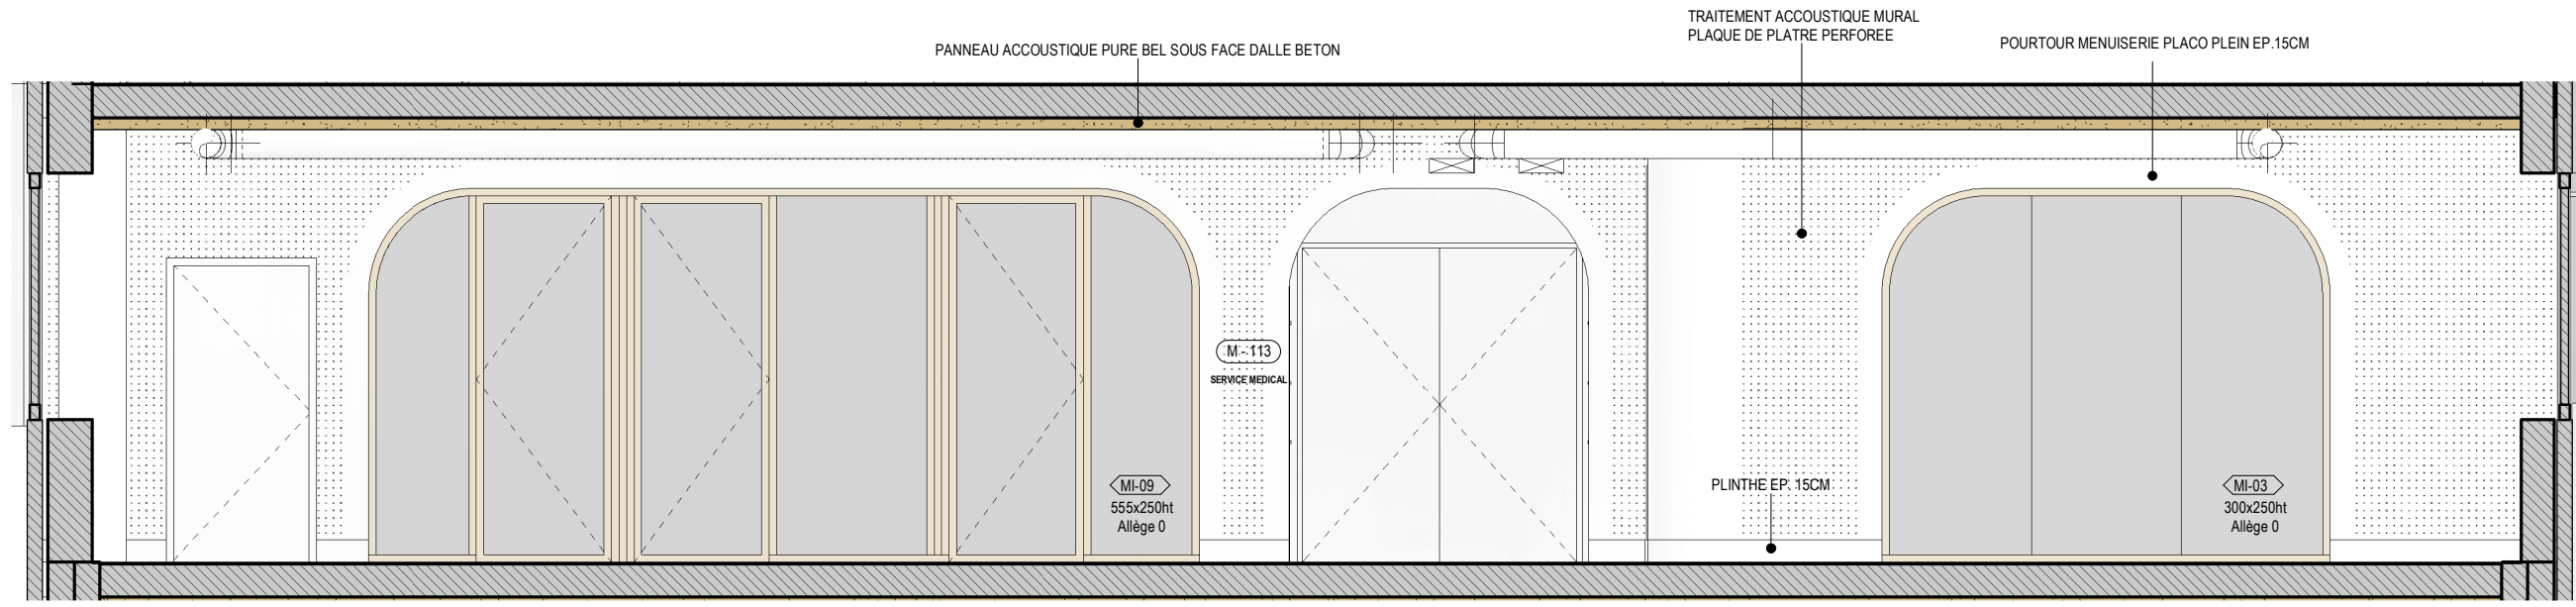 TRAITEMENT ACCOUSTIQUE MURAL
PLAQUE DE PLATRE PERFOREE
PANNEAU ACCOUSTIQUE PURE BEL SOUS FACE DALLE BETON
POURTOUR MENUISERIE PLACO PLEIN EP.15CM
M - 113
SERVICE MEDICAL
MI-09
555x250ht
Allège 0
PLINTHE EP. 15CM
MI-03
300x250ht
Allège 0